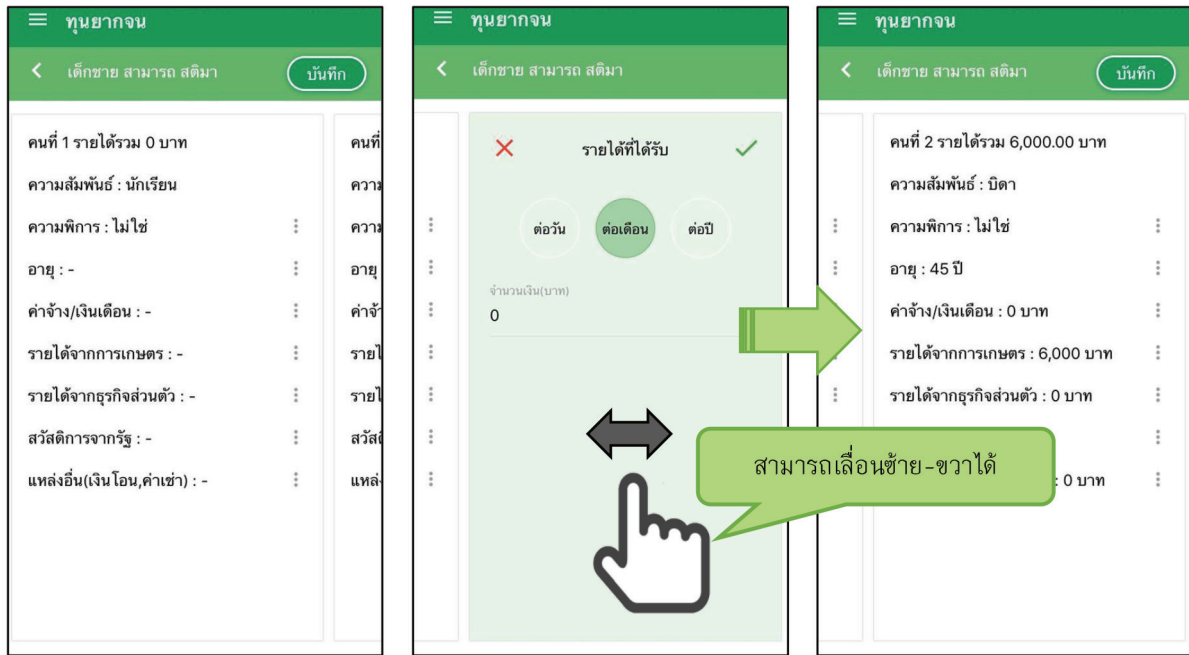 ทุนยากจน
เด็กชาย สามารถ สติมา
บันทึก
คนที่ 1 รายได้รวม 0 บาท
ความสัมพันธ์ : นักเรียน
ความพิการ : ไม่ใช่
อายุ : -
ค่าจ้าง/เงินเดือน : -
รายได้จากการเกษตร : -
รายได้จากธุรกิจส่วนตัว : -
สวัสดิการจากรัฐ : -
แหล่งอื่น(เงินโอน,ค่าเช่า) : -
คนที่
อายุ
ทุนยากจน
เด็กชาย สามารถ สติมา
รายได้ที่ได้รับ
ต่อวัน ต่อเดือน ต่อปี
จำนวนเงิน(บาท)
0
สามารถเลื่อนซ้าย-ขวาได้
ทุนยากจน
เด็กชาย สามารถ สติมา
บันทึก
คนที่ 2 รายได้รวม 6,000.00 บาท
ความสัมพันธ์ : บิดา
ความพิการ : ไม่ใช่
อายุ : 45 ปี
ค่าจ้าง/เงินเดือน : 0 บาท
รายได้จากการเกษตร : 6,000 บาท
รายได้จากธุรกิจส่วนตัว : 0 บาท
: 0 บาท